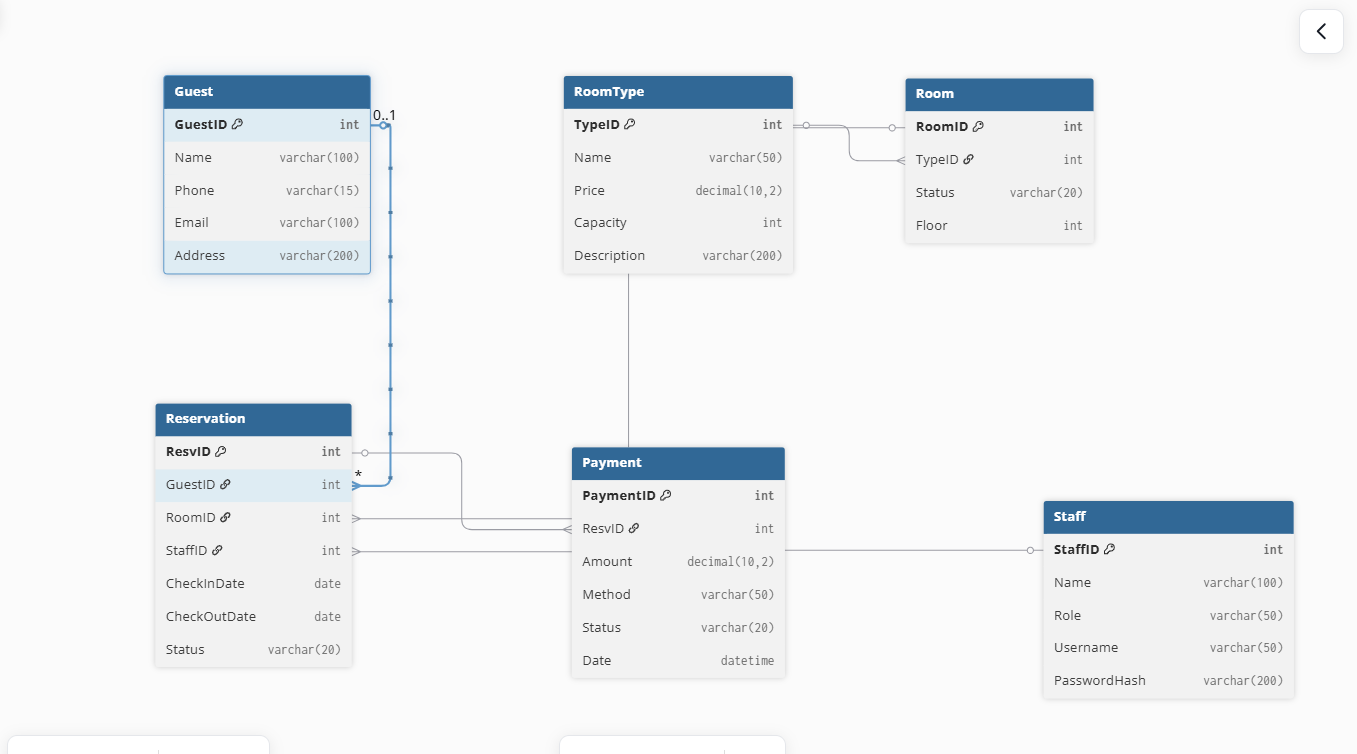 Guest
GuestID int
0..1
Name varchar(100)
Phone varchar(15)
Email varchar(100)
Address varchar(200)
RoomType
TypeID int
Name varchar(50)
Price decimal(10,2)
Capacity int
Description varchar(200)
Room
RoomID int
TypeID int
Status varchar(20)
Floor int
Reservation
ResvID int
*
GuestID int
RoomID int
StaffID int
CheckInDate date
CheckOutDate date
Status varchar(20)
Payment
PaymentID int
ResvID int
Amount decimal(10,2)
Method varchar(50)
Status varchar(20)
Date datetime
Staff
StaffID int
Name varchar(100)
Role varchar(50)
Username varchar(50)
PasswordHash varchar(200)